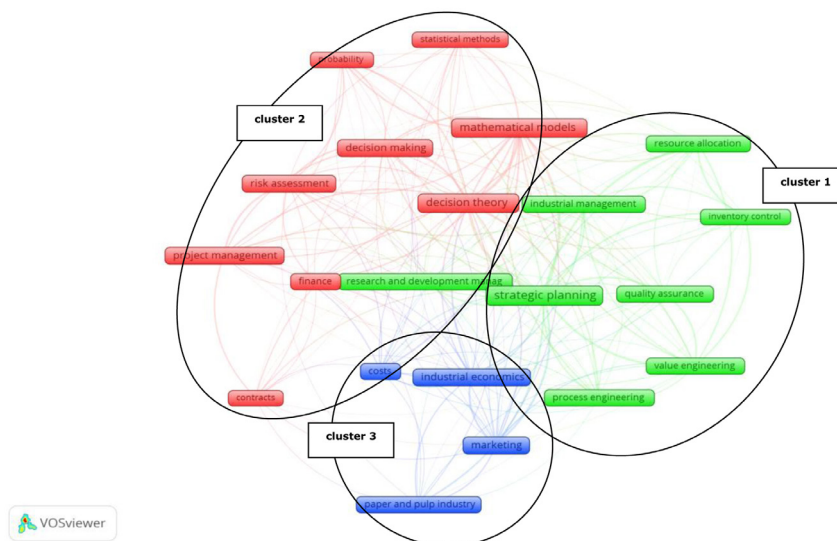 statistical methods
probability
cluster 2
mathematical models
decision making
resource allocation
cluster 1
risk assessment
decision theory
industrial management
inventory control
project management
finance
research and development manag
strategic planning
quality assurance
costs
industrial economics
value engineering
contracts
process engineering
cluster 3
marketing
paper and pulp industry
VOSviewer